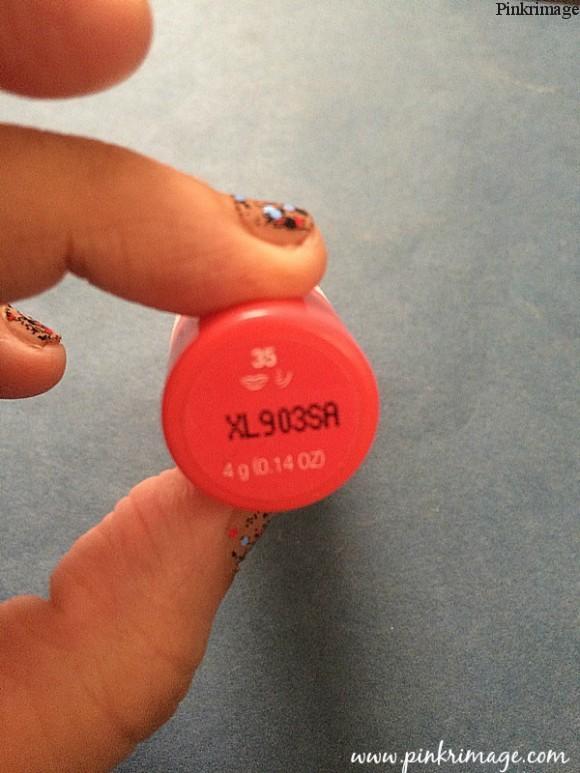 Pinkrimage
35
XL903SA
4 g (0.14 OZ)
www.pinkrimage.com